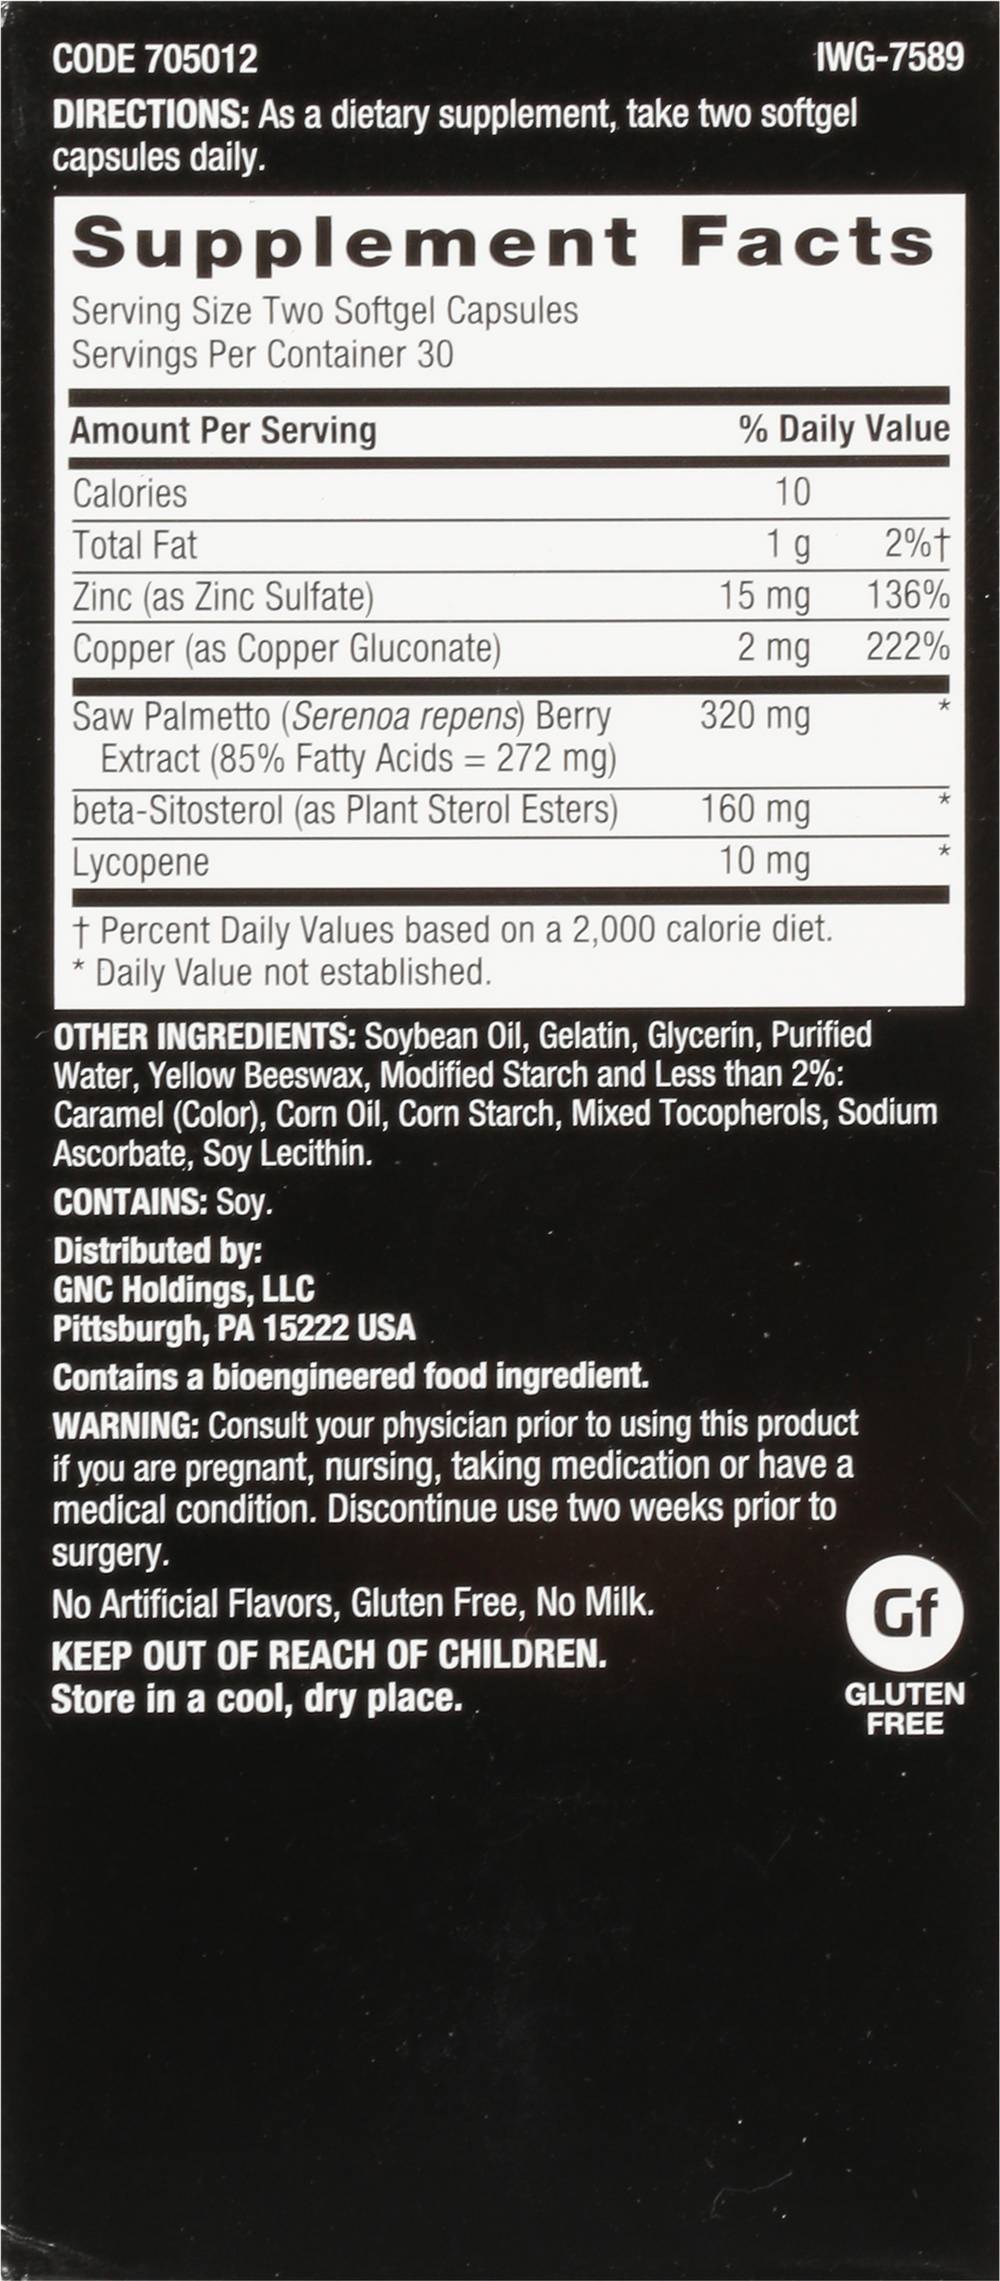 CODE 705012 IWG-7589
DIRECTIONS: As a dietary supplement, take two softgel
capsules daily.
Supplement Facts
Serving Size Two Softgel Capsules
Servings Per Container 30
Amount Per Serving % Daily Value
Calories 10
Total Fat 1 g 2%†
Zinc (as Zinc Sulfate) 15 mg 136%
Copper (as Copper Gluconate) 2 mg 222%
Saw Palmetto (Serenoa repens) Berry 320 mg *
Extract (85% Fatty Acids = 272 mg)
beta-Sitosterol (as Plant Sterol Esters) 160 mg *
Lycopene 10 mg *
† Percent Daily Values based on a 2,000 calorie diet.
* Daily Value not established.
OTHER INGREDIENTS: Soybean Oil, Gelatin, Glycerin, Purified
Water, Yellow Beeswax, Modified Starch and Less than 2%:
Caramel (Color), Corn Oil, Corn Starch, Mixed Tocopherols, Sodium
Ascorbate, Soy Lecithin.
CONTAINS: Soy.
Distributed by:
GNC Holdings, LLC
Pittsburgh, PA 15222 USA
Contains a bioengineered food ingredient.
WARNING: Consult your physician prior to using this product
if you are pregnant, nursing, taking medication or have a
medical condition. Discontinue use two weeks prior to
surgery.
No Artificial Flavors, Gluten Free, No Milk.
KEEP OUT OF REACH OF CHILDREN.
Store in a cool, dry place.
Gf
GLUTEN
FREE